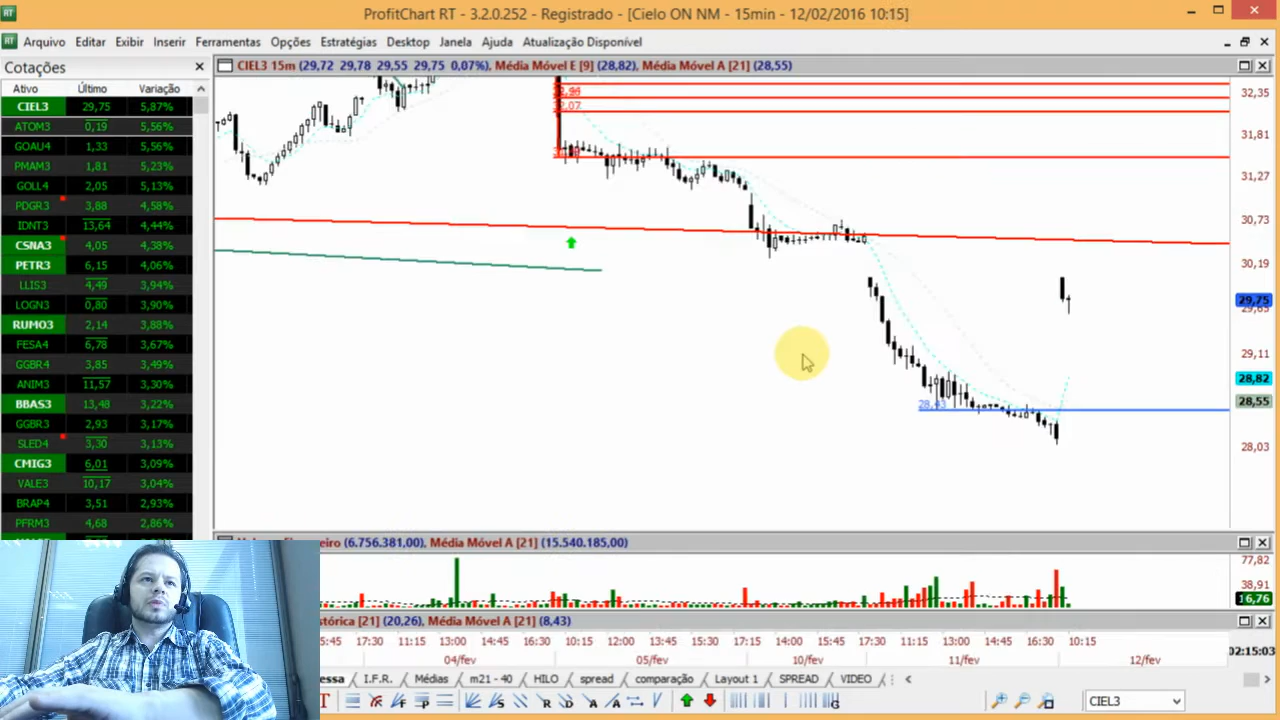 ProfitChart RT - 3.2.0.252 - Registrado - [Cielo ON NM - 15min - 12/02/2016 10:15]
Arquivo Editar Exibir Inserir Ferramentas Opções Estratégias Desktop Janela Ajuda Atualização Disponível
Cotações
CIEL3 15m (29,72 29,78 29,55 29,75 0,07%), Média Móvel E [9] (28,82), Média Móvel A [21] (28,55)
Ativo Último Variação
CIEL3 29,75 5,87%
ATOM3 0,19 5,56%
GOAU4 1,33 5,56%
PMAM3 1,81 5,23%
GOLL4 2,05 5,13%
PDGR3 3,88 4,58%
IDNT3 13,64 4,44%
CSNA3 4,05 4,38%
PETR3 6,15 4,06%
LLIS3 4,49 3,94%
LOGN3 0,80 3,90%
RUMO3 2,14 3,88%
FESA4 6,78 3,67%
GGBR4 3,85 3,49%
ANIM3 11,57 3,30%
BBAS3 13,48 3,22%
GGBR3 2,93 3,17%
SLED4 3,30 3,13%
CMIG3 6,01 3,09%
VALE3 10,17 3,04%
BRAP4 3,51 2,93%
PFRM3 4,68 2,86%
32,07
28,43
32,35
31,81
31,27
30,73
30,19
29,75
29,65
29,11
28,82
28,55
28,03
(6.756.381,00), Média Móvel A [21] (15.540.185,00)
77,82
38,91
16,76
[21] (20,26), Média Móvel A [21] (8,43)
17:30 11:15 13:00 14:45 16:30 10:15 12:00 13:45 15:30 10:15 14:00 15:45 17:30 11:15 13:00 14:45 16:30 10:15
02:15:03
04/fev 05/fev 10/fev 11/fev 12/fev
I.F.R. Médias m21 - 40 HILO spread comparação Layout 1 SPREAD VIDEO
CIEL3